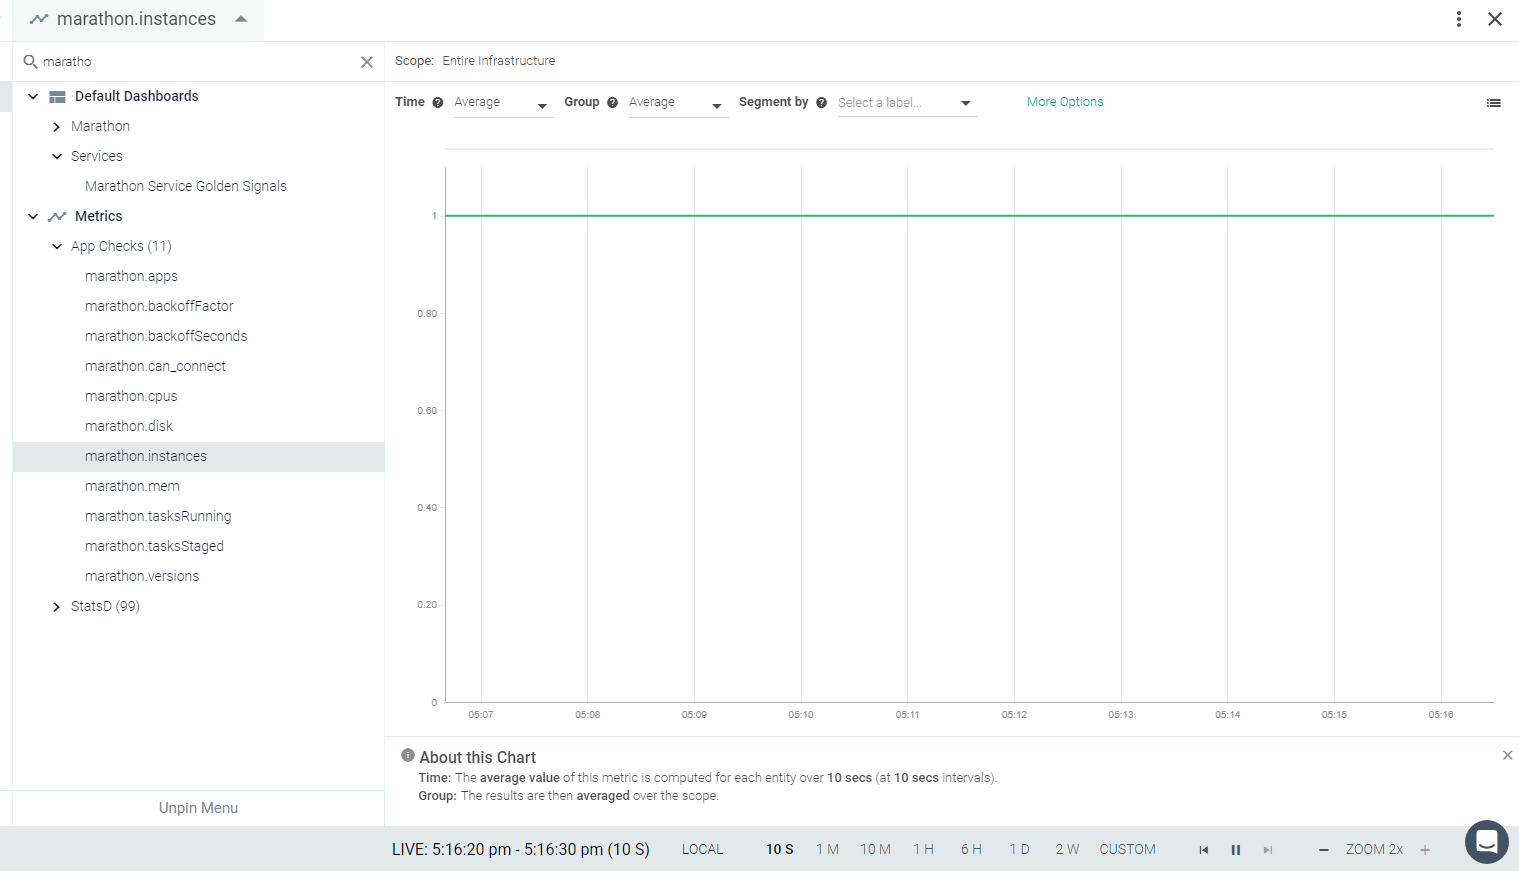 marathon.instances
maratho
Default Dashboards
Marathon
Services
Marathon Service Golden Signals
Metrics
App Checks (11)
marathon.apps
marathon.backoffFactor
marathon.backoffSeconds
marathon.can_connect
marathon.cpus
marathon.disk
marathon.instances
marathon.mem
marathon.tasksRunning
marathon.tasksStaged
marathon.versions
StatsD (99)
Unpin Menu
Scope: Entire Infrastructure
Time Average Group Average Segment by Select a label... More Options
1
0.80
0.60
0.40
0.20
0
05:07 05:08 05:09 05:10 05:11 05:12 05:13 05:14 05:15 05:16
About this Chart
Time: The average value of this metric is computed for each entity over 10 secs (at 10 secs intervals).
Group: The results are then averaged over the scope.
LIVE: 5:16:20 pm - 5:16:30 pm (10 S) LOCAL 10 S 1 M 10 M 1 H 6 H 1 D 2 W CUSTOM ZOOM 2x